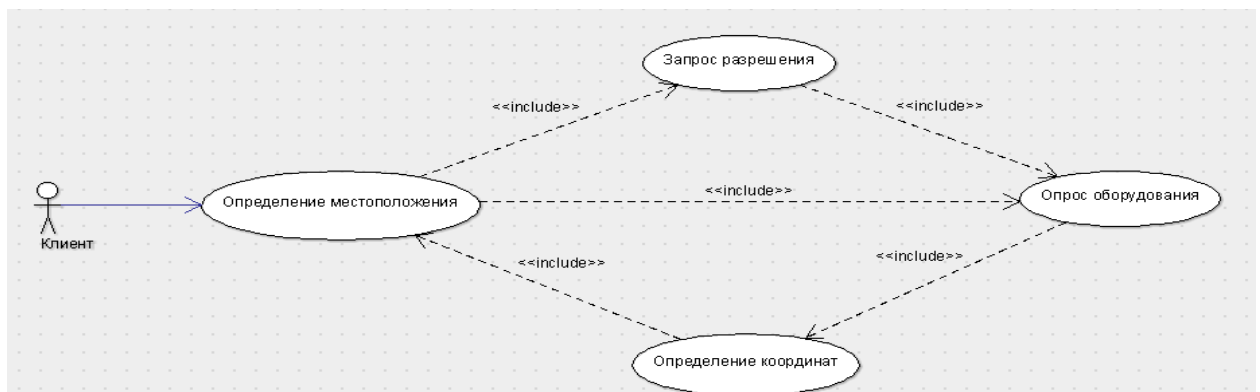 Запрос разрешения
<<include>>
<<include>>
<<include>>
Определение местоположения
Опрос оборудования
Клиент
<<include>>
<<include>>
Определение координат